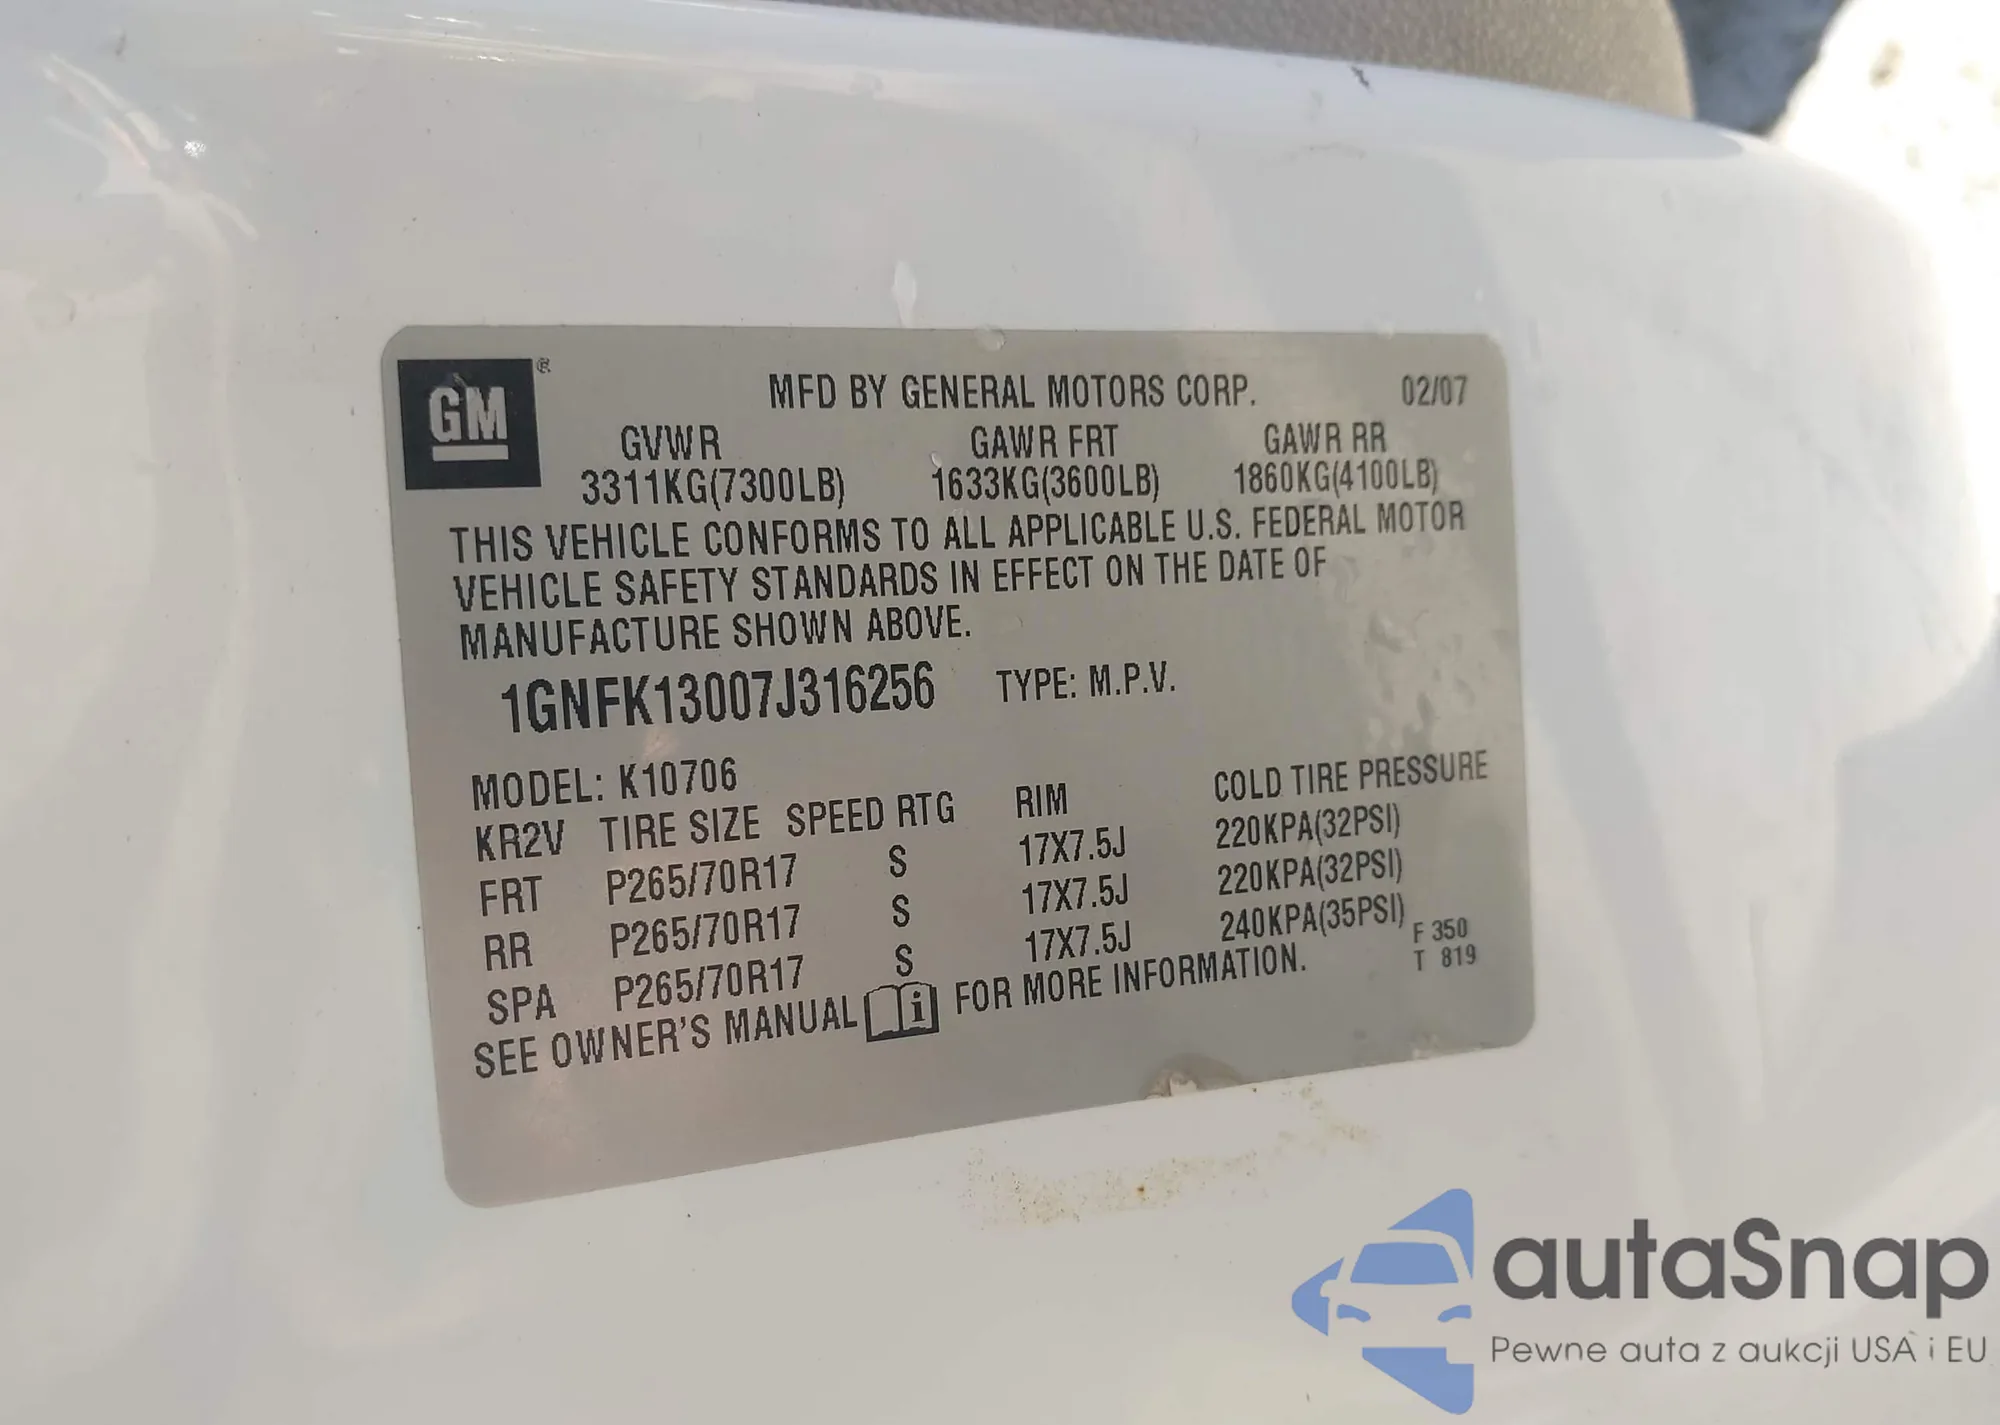 GM ®
MFD BY GENERAL MOTORS CORP. 02/07
GVWR GAWR FRT GAWR RR
3311KG(7300LB) 1633KG(3600LB) 1860KG(4100LB)
THIS VEHICLE CONFORMS TO ALL APPLICABLE U.S. FEDERAL MOTOR
VEHICLE SAFETY STANDARDS IN EFFECT ON THE DATE OF
MANUFACTURE SHOWN ABOVE.
1GNFK13007J316256 TYPE: M.P.V.
MODEL: K10706
KR2V TIRE SIZE SPEED RTG RIM COLD TIRE PRESSURE
FRT P265/70R17 S 17X7.5J 220KPA(32PSI)
RR P265/70R17 S 17X7.5J 220KPA(32PSI)
SPA P265/70R17 S 17X7.5J 240KPA(35PSI)
SEE OWNER'S MANUAL i FOR MORE INFORMATION.
F 350
T 819
autaSnap
Pewne auta z aukcji USA i EU